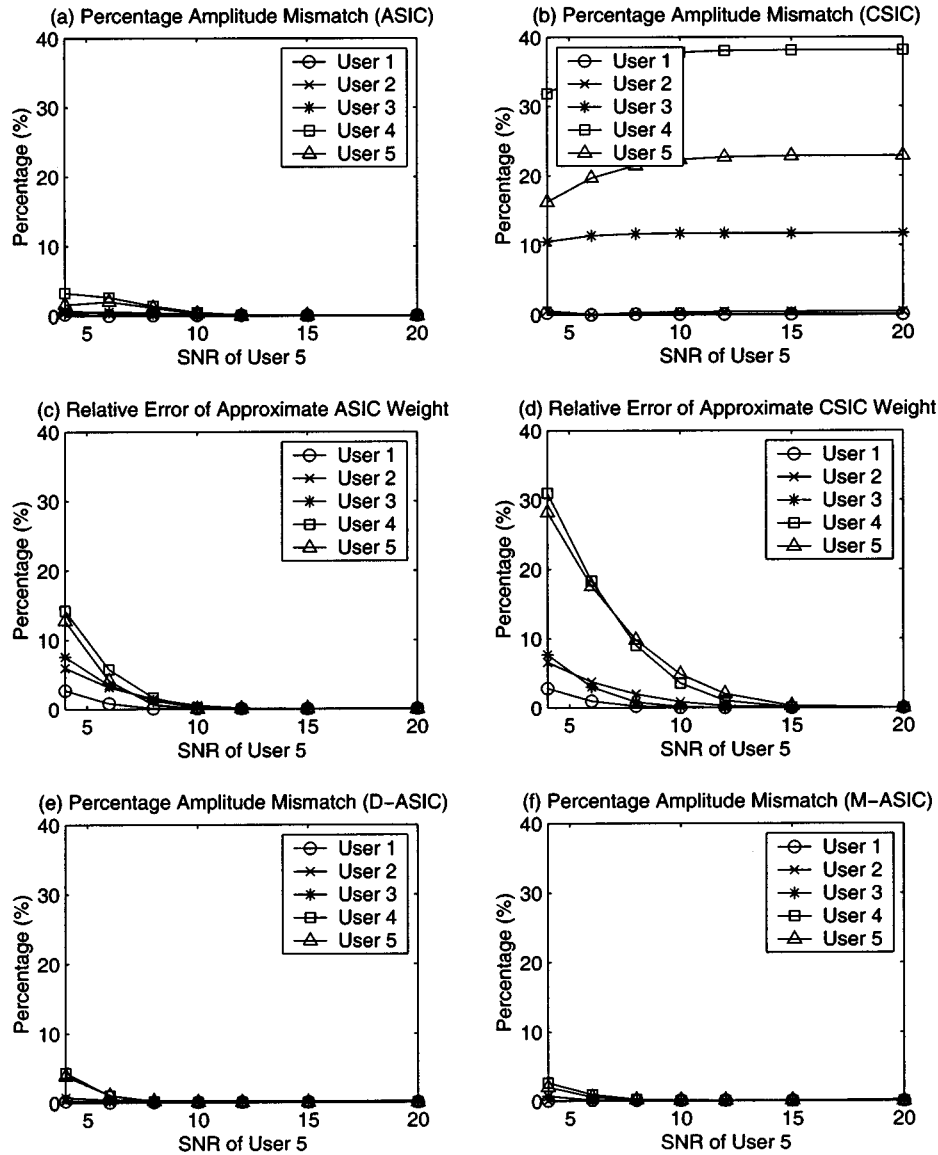 (a) Percentage Amplitude Mismatch (ASIC)
40
30
20
10
0
Percentage (%)
User 1
User 2
User 3
User 4
User 5
5
10
15
20
SNR of User 5
(b) Percentage Amplitude Mismatch (CSIC)
40
30
20
10
0
Percentage (%)
User 1
User 2
User 3
User 4
User 5
5
10
15
20
SNR of User 5
(c) Relative Error of Approximate ASIC Weight
40
30
20
10
0
Percentage (%)
User 1
User 2
User 3
User 4
User 5
5
10
15
20
SNR of User 5
(d) Relative Error of Approximate CSIC Weight
40
30
20
10
0
Percentage (%)
User 1
User 2
User 3
User 4
User 5
5
10
15
20
SNR of User 5
(e) Percentage Amplitude Mismatch (D-ASIC)
40
30
20
10
0
Percentage (%)
User 1
User 2
User 3
User 4
User 5
5
10
15
20
SNR of User 5
(f) Percentage Amplitude Mismatch (M-ASIC)
40
30
20
10
0
Percentage (%)
User 1
User 2
User 3
User 4
User 5
5
10
15
20
SNR of User 5